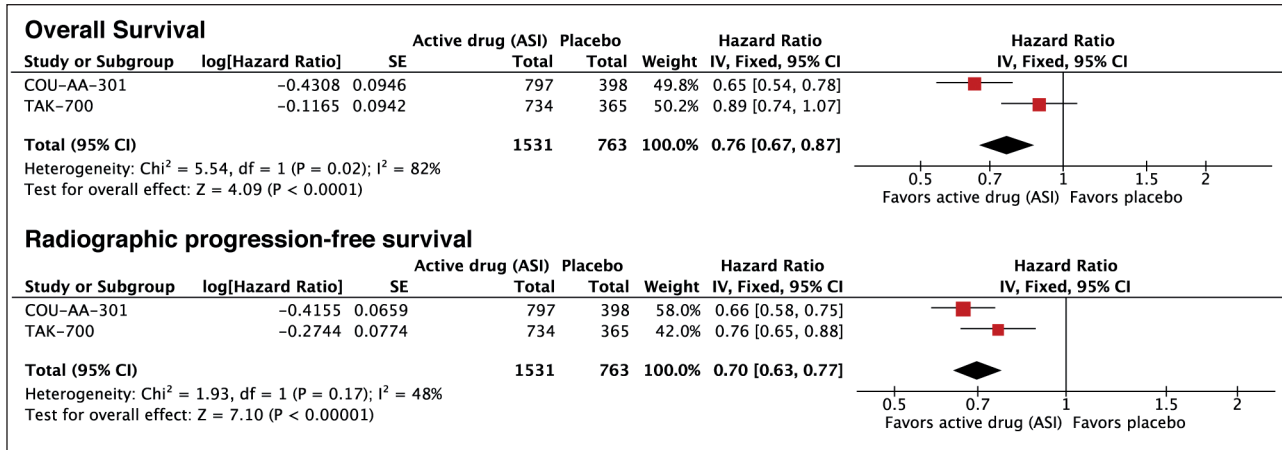 Overall Survival
Active drug (ASI) Placebo Hazard Ratio Hazard Ratio
Study or Subgroup log[Hazard Ratio] SE Total Total Weight IV, Fixed, 95% CI IV, Fixed, 95% CI
COU-AA-301 −0.4308 0.0946 797 398 49.8% 0.65 [0.54, 0.78]
TAK-700 −0.1165 0.0942 734 365 50.2% 0.89 [0.74, 1.07]
Total (95% CI) 1531 763 100.0% 0.76 [0.67, 0.87]
Heterogeneity: Chi² = 5.54, df = 1 (P = 0.02); I² = 82%
Test for overall effect: Z = 4.09 (P < 0.0001)
0.5 0.7 1 1.5 2
Favors active drug (ASI) Favors placebo
Radiographic progression-free survival
Active drug (ASI) Placebo Hazard Ratio Hazard Ratio
Study or Subgroup log[Hazard Ratio] SE Total Total Weight IV, Fixed, 95% CI IV, Fixed, 95% CI
COU-AA-301 −0.4155 0.0659 797 398 58.0% 0.66 [0.58, 0.75]
TAK-700 −0.2744 0.0774 734 365 42.0% 0.76 [0.65, 0.88]
Total (95% CI) 1531 763 100.0% 0.70 [0.63, 0.77]
Heterogeneity: Chi² = 1.93, df = 1 (P = 0.17); I² = 48%
Test for overall effect: Z = 7.10 (P < 0.00001)
0.5 0.7 1 1.5 2
Favors active drug (ASI) Favors placebo